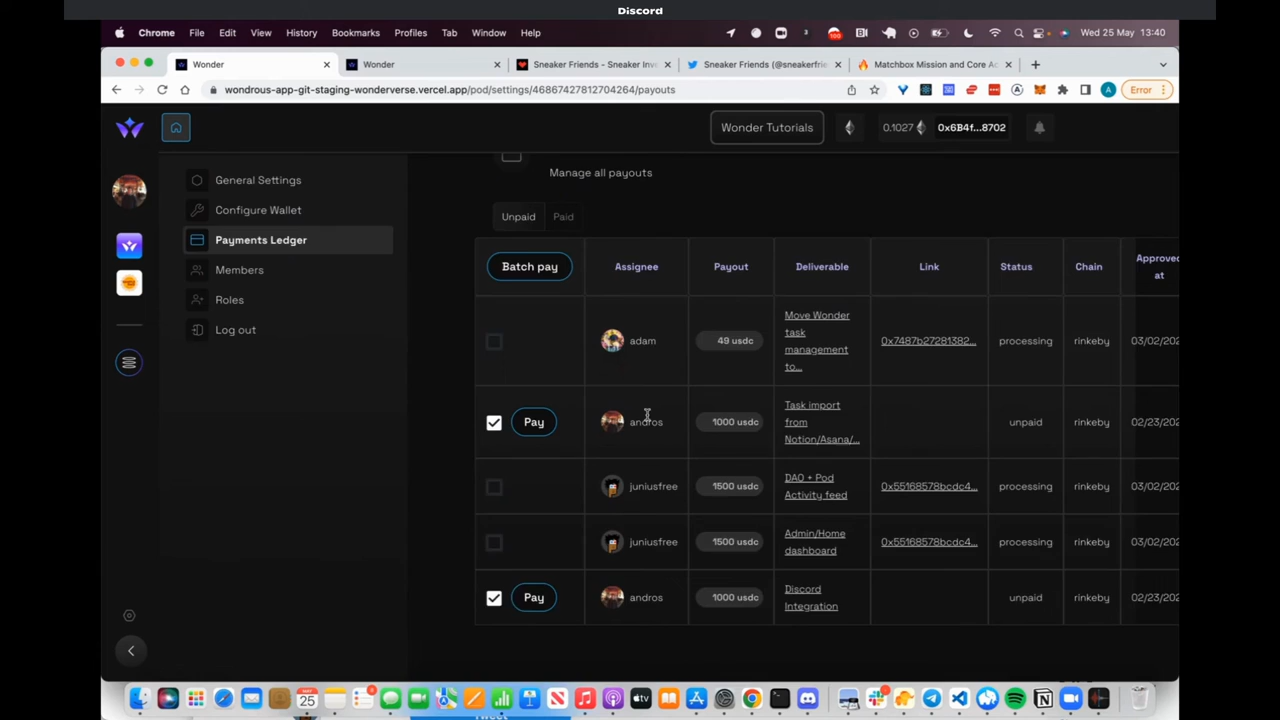 Discord
Chrome File Edit View History Bookmarks Profiles Tab Window Help Wed 25 May 13:40
Wonder Wonder Sneaker Friends - Sneaker Inve Sneaker Friends (@sneakerfrie Matchbox Mission and Core Ac
wondrous-app-git-staging-wonderverse.vercel.app/pod/settings/46867427812704264/payouts Error
Wonder Tutorials 0.1027 0x6B4f...8702
General Settings
Configure Wallet
Payments Ledger
Members
Roles
Log out
Manage all payouts
Unpaid Paid
Batch pay Assignee Payout Deliverable Link Status Chain Approved
at
adam 49 usdc Move Wonder
task
management
to... 0x7487b27281382... processing rinkeby 03/02/202
Pay andros 1000 usdc Task import
from
Notion/Asana/... unpaid rinkeby 02/23/202
juniusfree 1500 usdc DAO + Pod
Activity feed 0x55168578bcdc4... processing rinkeby 03/02/202
juniusfree 1500 usdc Admin/Home
dashboard 0x55168578bcdc4... processing rinkeby 03/02/202
Pay andros 1000 usdc Discord
Integration unpaid rinkeby 02/23/202
Tweet